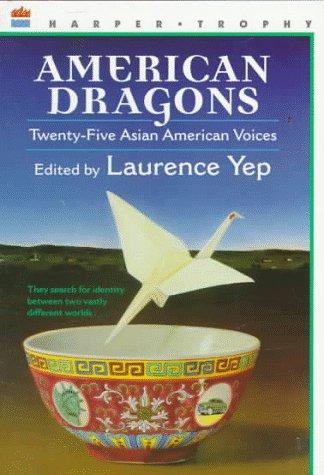 HARPER • TROPHY
AMERICAN
DRAGONS
Twenty-Five Asian American Voices
Edited by Laurence Yep
They search for identity
between two vastly
different worlds.